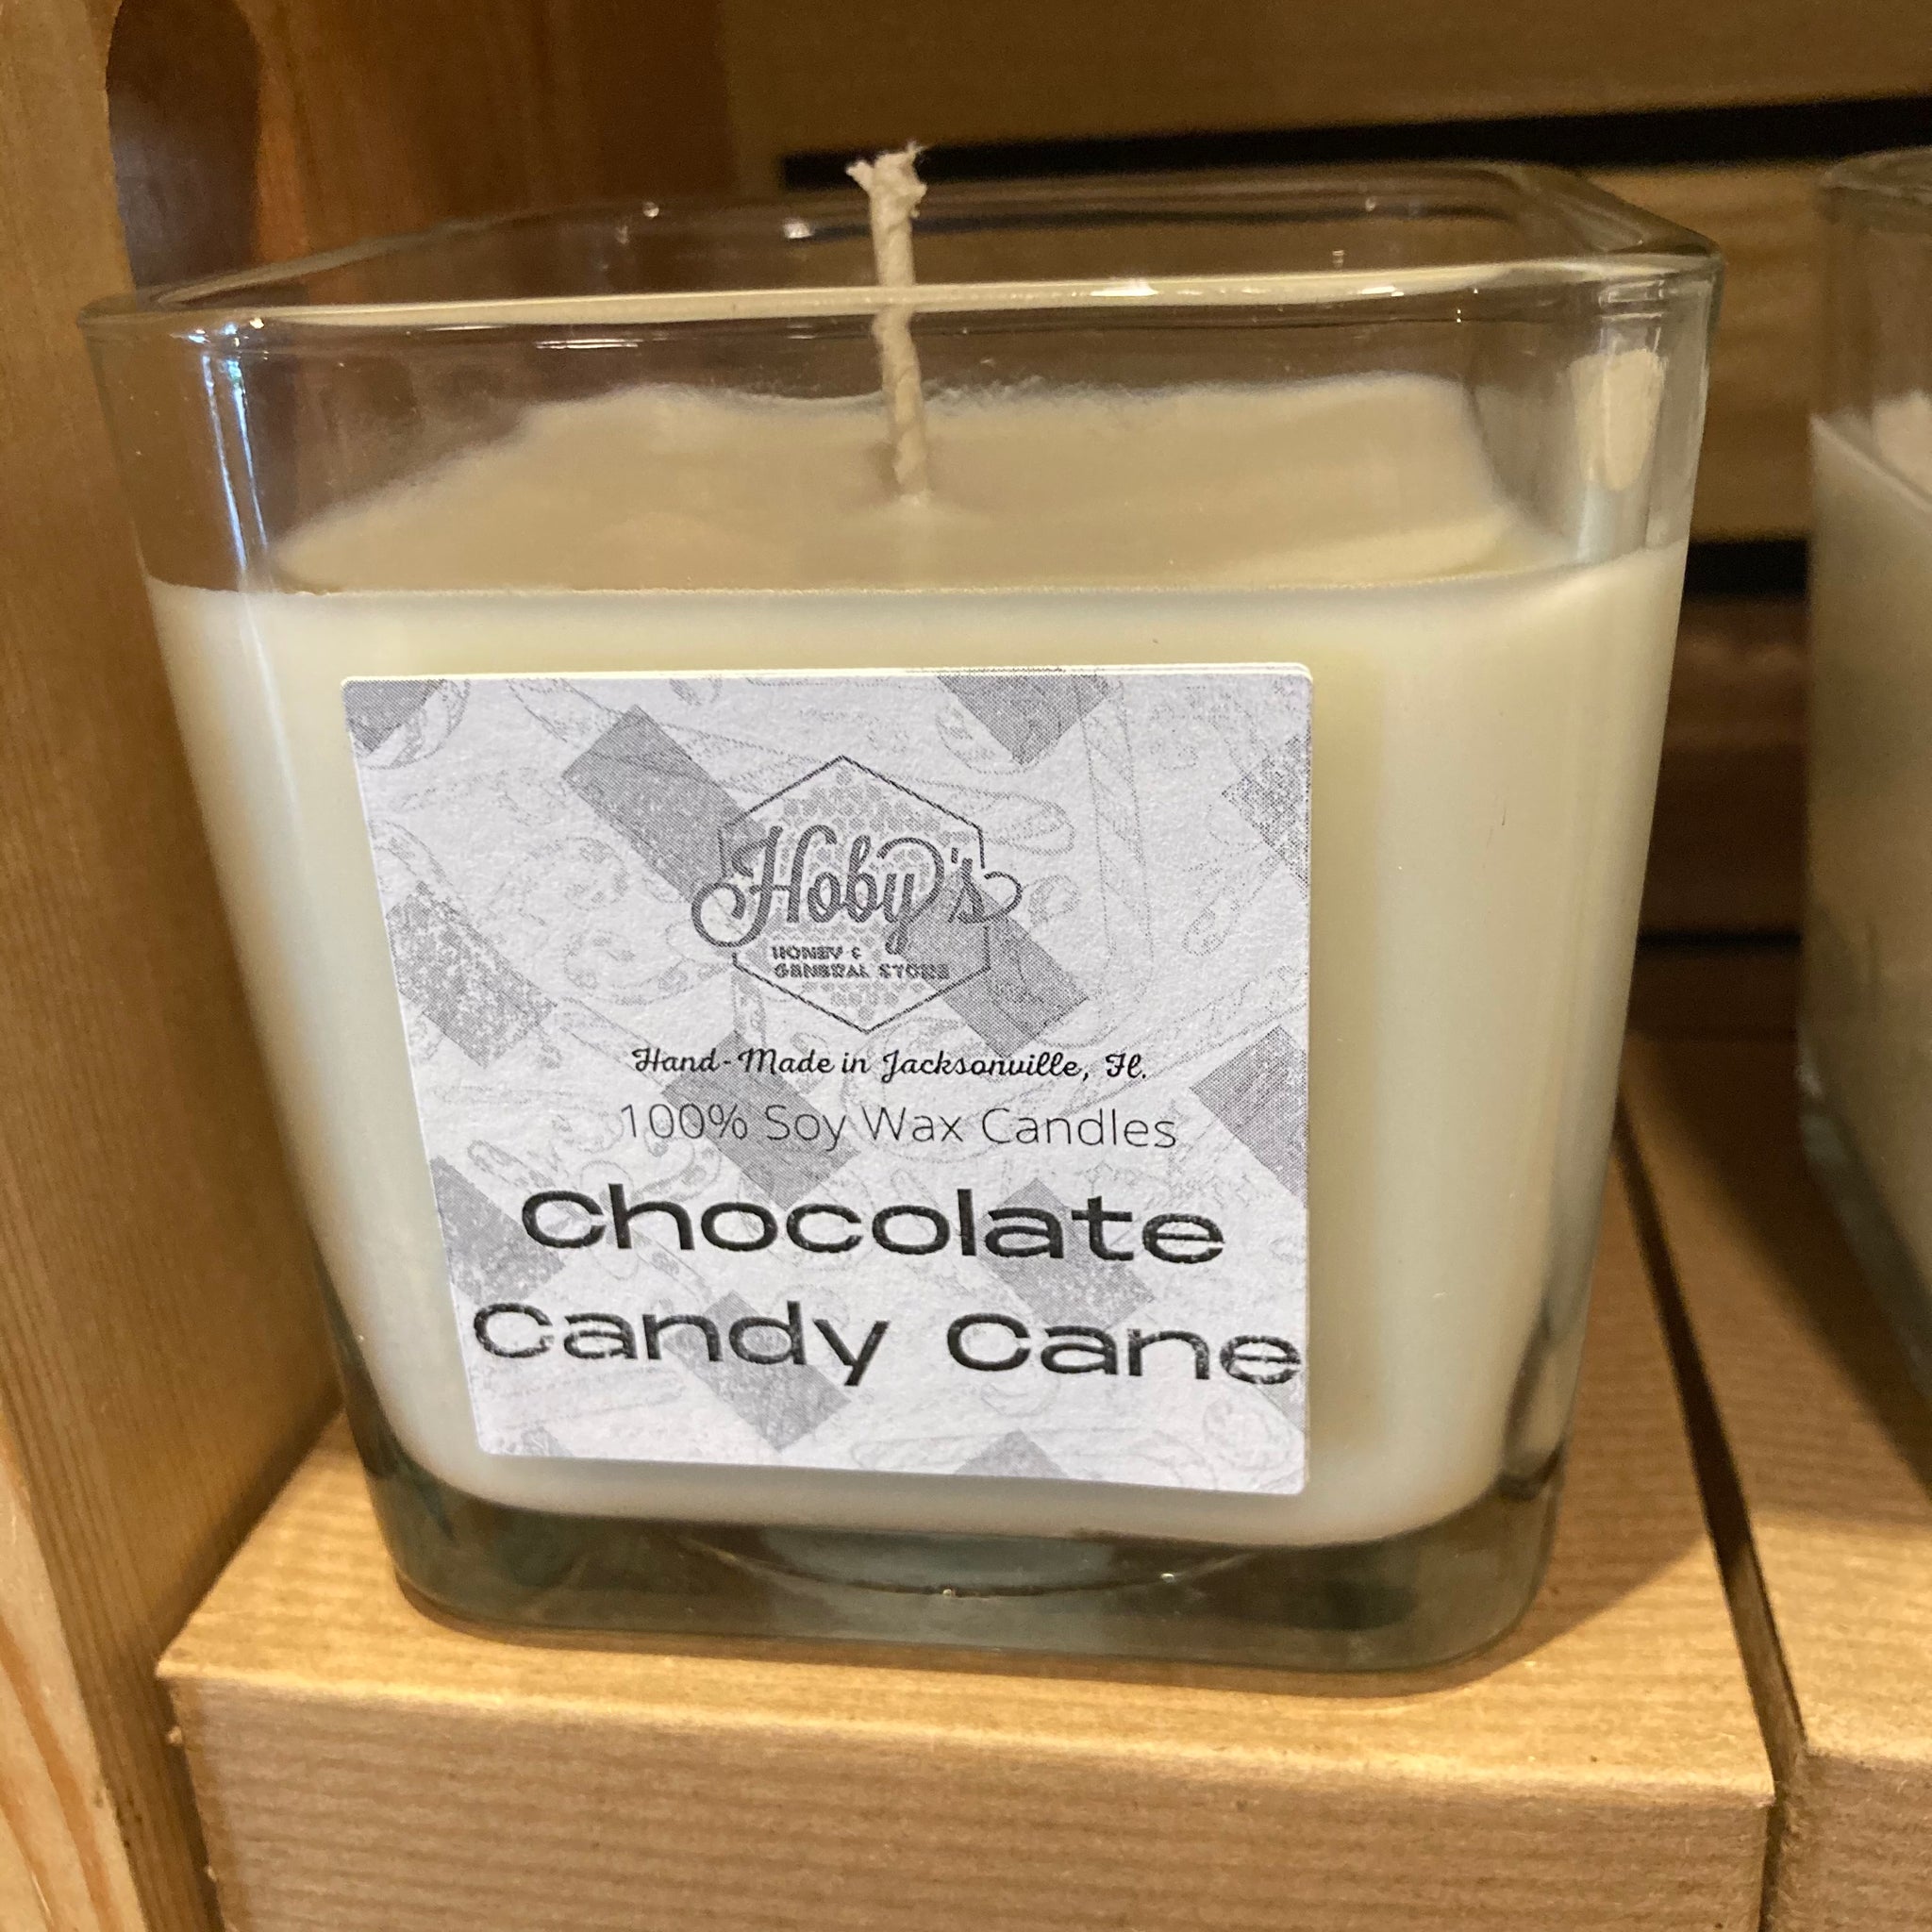 Hoby's
HONEY &
GENERAL STORE
Hand-Made in Jacksonville, Fl.
100% Soy Wax Candles
Chocolate
Candy Cane